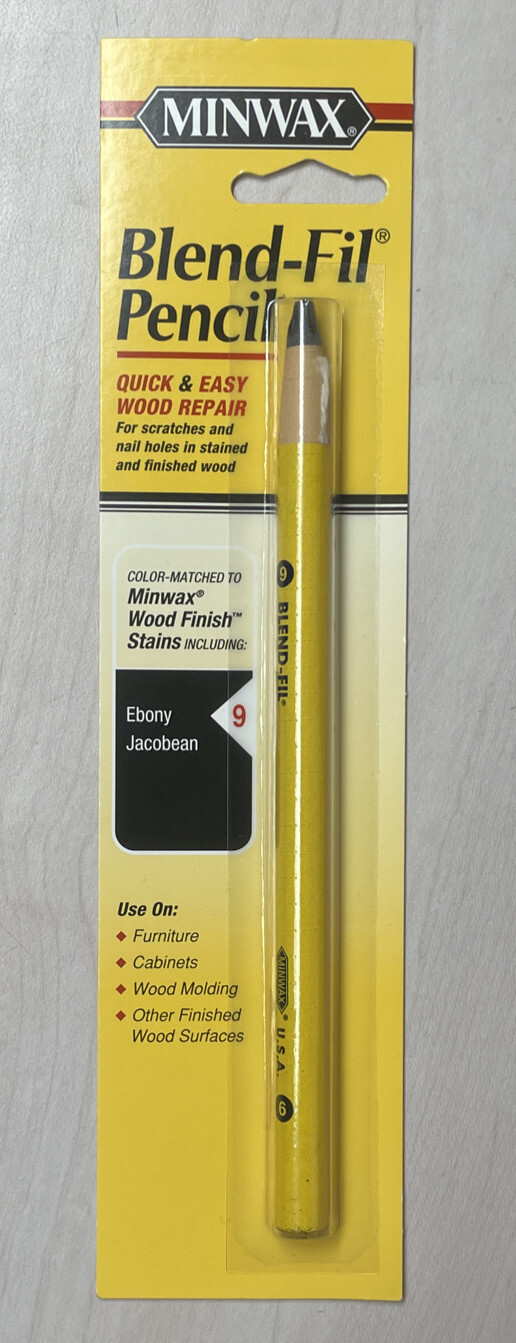 MINWAX®
Blend-Fil®
Pencil
QUICK & EASY
WOOD REPAIR
For scratches and
nail holes in stained
and finished wood
COLOR-MATCHED TO
Minwax®
Wood Finish™
Stains INCLUDING:
Ebony
Jacobean
9
Use On:
Furniture
Cabinets
Wood Molding
Other Finished
Wood Surfaces
9 BLEND-FIL®
MINWAX® U.S.A. 9